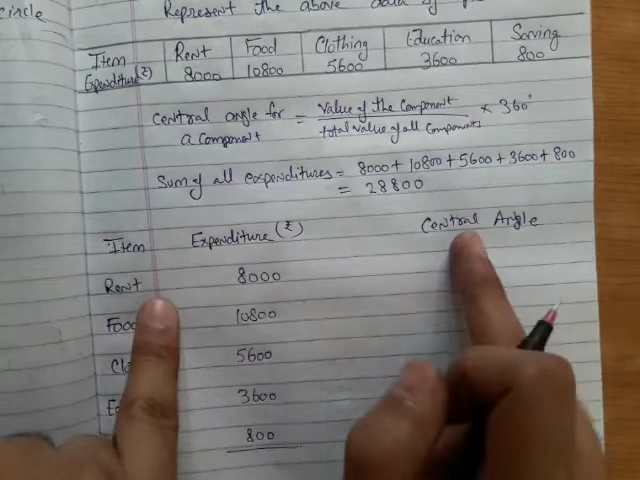 circle
Represent the above data
Item Rent Food Clothing Education Saving
Expenditure(₹) 8000 10800 5600 3600 800
Central angle for a Component = Value of the Component / total value of all Components × 360°
Sum of all expenditures = 8000 + 10800 + 5600 + 3600 + 800
= 28800
Item Expenditure (₹) Central Angle
Rent 8000
Food 10800
5600
3600
800